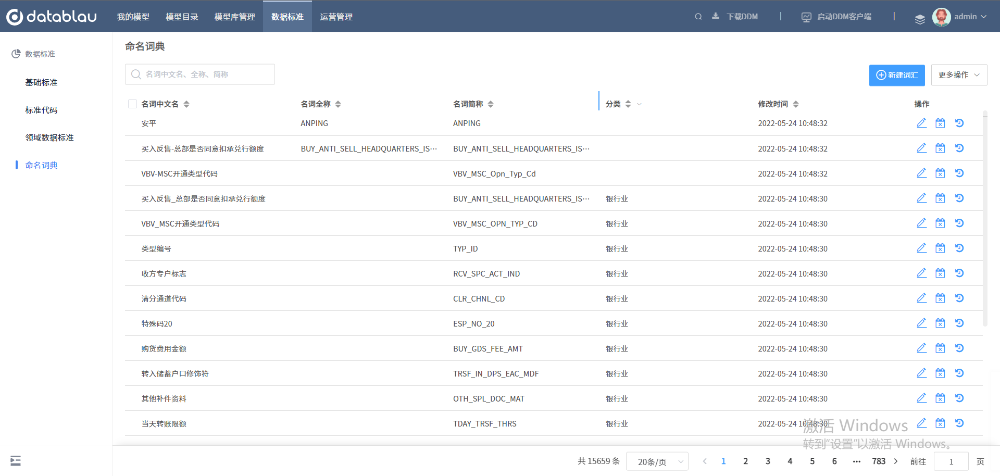 datablau 我的模型 模型目录 模型库管理 数据标准 运营管理 下载DDM | 启动DDM客户端 | admin
数据标准
基础标准
标准代码
领域数据标准
命名词典
命名词典
名词中文名、全称、简称
新建词汇 更多操作
名词中文名 名词全称 名词简称 分类 修改时间 操作
安平 ANPING ANPING 2022-05-24 10:48:32
买入反售-总部是否同意扣承兑行额度 BUY_ANTI_SELL_HEADQUARTERS_IS··· BUY_ANTI_SELL_HEADQUARTERS_IS··· 2022-05-24 10:48:32
VBV-MSC开通类型代码 VBV_MSC_Opn_Typ_Cd 2022-05-24 10:48:32
买入反售_总部是否同意扣承兑行额度 BUY_ANTI_SELL_HEADQUARTERS_IS··· 银行业 2022-05-24 10:48:30
VBV_MSC开通类型代码 VBV_MSC_OPN_TYP_CD 银行业 2022-05-24 10:48:30
类型编号 TYP_ID 银行业 2022-05-24 10:48:30
收方专户标志 RCV_SPC_ACT_IND 银行业 2022-05-24 10:48:30
清分通道代码 CLR_CHNL_CD 银行业 2022-05-24 10:48:30
特殊码20 ESP_NO_20 银行业 2022-05-24 10:48:30
购货费用金额 BUY_GDS_FEE_AMT 银行业 2022-05-24 10:48:30
转入储蓄户口修饰符 TRSF_IN_DPS_EAC_MDF 银行业 2022-05-24 10:48:30
其他补件资料 OTH_SPL_DOC_MAT 银行业 2022-05-24 10:48:30
当天转账限额 TDAY_TRSF_THRS 银行业 2022-05-24 10:48:30
激活 Windows
转到“设置”以激活 Windows。
共 15659 条 20条/页 1 2 3 4 5 6 ··· 783 前往 1 页